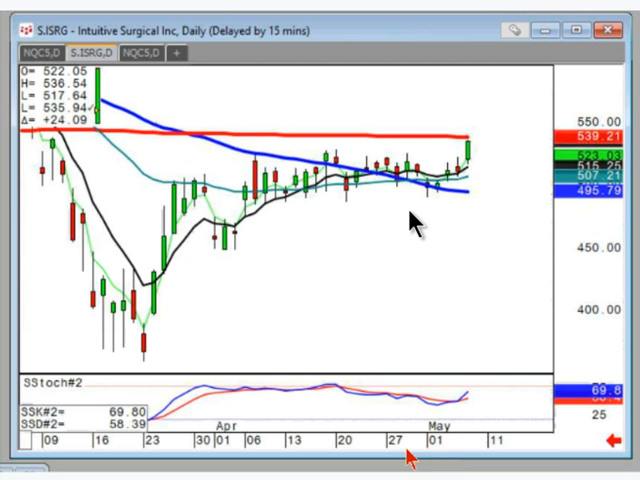 S.ISRG - Intuitive Surgical Inc, Daily (Delayed by 15 mins)
NQC5,D S.ISRG,D NQC5,D +
O= 522.05
H= 536.54
L= 517.64
L= 535.94
Δ= +24.09
550.00
539.21
523.03
515.25
507.21
495.79
450.00
400.00
SStoch#2
SSK#2= 69.80
SSD#2= 58.39
69.8
25
Apr May
09 16 23 30 01 06 13 20 27 01 11